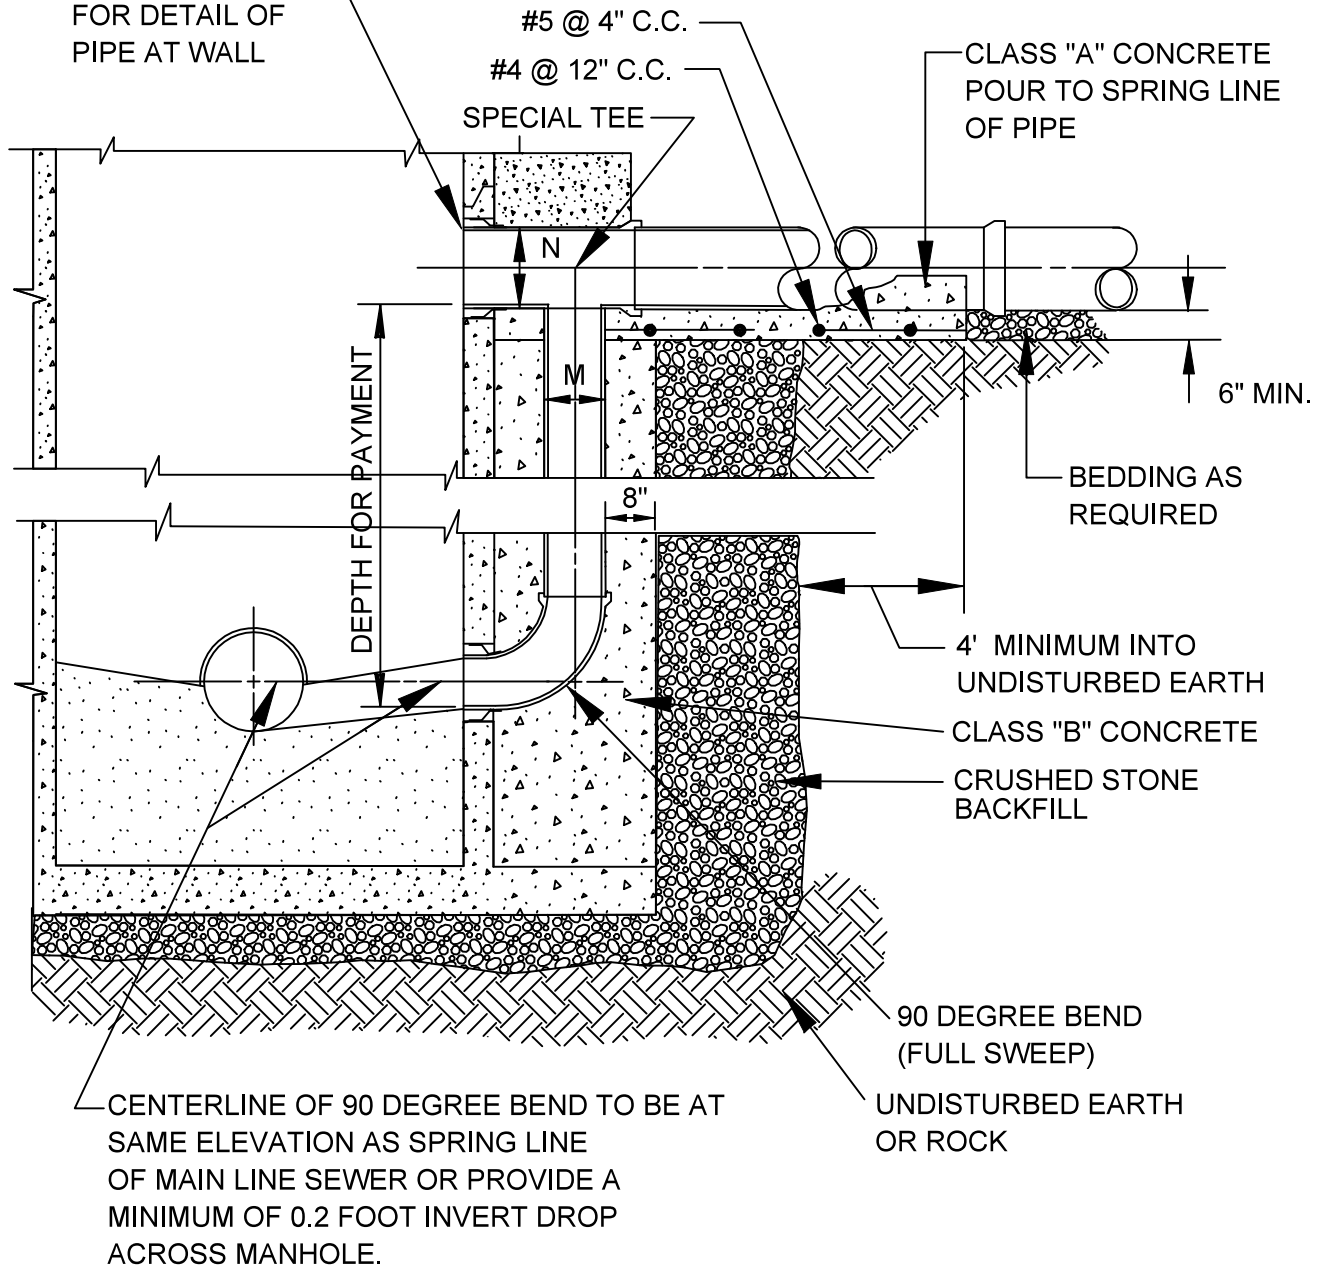 FOR DETAIL OF
PIPE AT WALL
#5 @ 4" C.C.
#4 @ 12" C.C.
SPECIAL TEE
CLASS "A" CONCRETE
POUR TO SPRING LINE
OF PIPE
N
M
DEPTH FOR PAYMENT
8"
6" MIN.
BEDDING AS
REQUIRED
4' MINIMUM INTO
UNDISTURBED EARTH
CLASS "B" CONCRETE
CRUSHED STONE
BACKFILL
90 DEGREE BEND
(FULL SWEEP)
UNDISTURBED EARTH
OR ROCK
CENTERLINE OF 90 DEGREE BEND TO BE AT
SAME ELEVATION AS SPRING LINE
OF MAIN LINE SEWER OR PROVIDE A
MINIMUM OF 0.2 FOOT INVERT DROP
ACROSS MANHOLE.